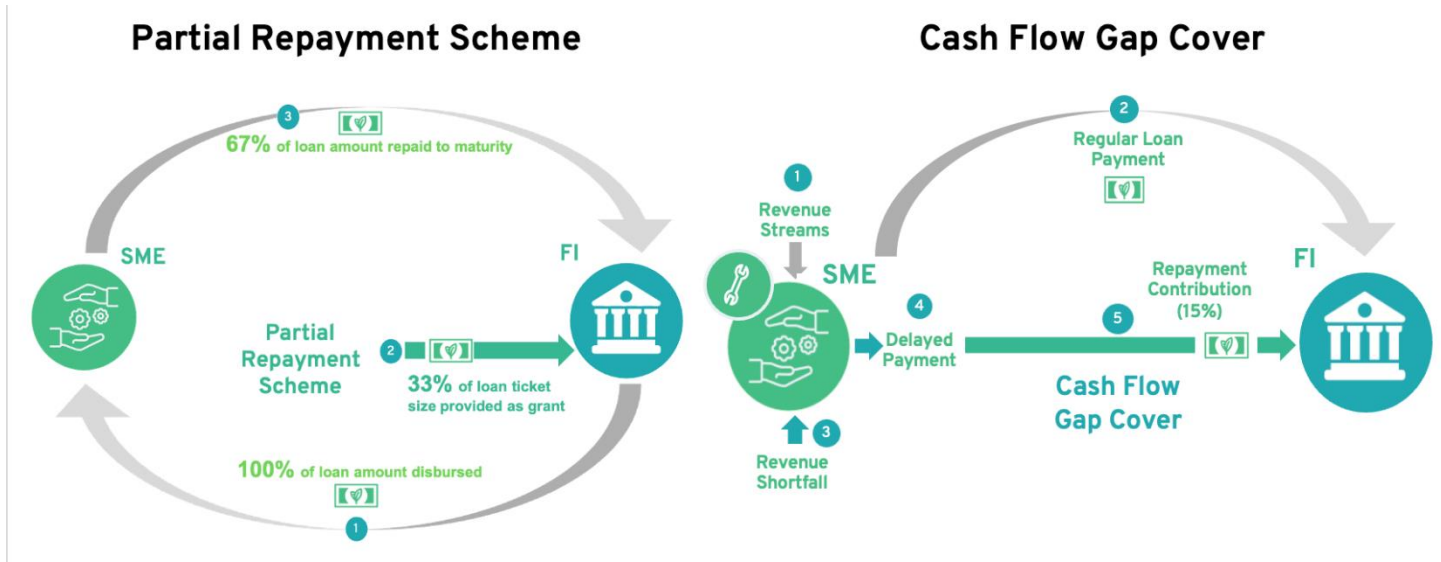 Partial Repayment Scheme
3
67% of loan amount repaid to maturity
SME
FI
Partial
Repayment
Scheme
2
33% of loan ticket
size provided as grant
100% of loan amount disbursed
1
Cash Flow Gap Cover
2
Regular Loan
Payment
1
Revenue
Streams
SME
FI
Repayment
Contribution
(15%)
4
Delayed
Payment
5
Cash Flow
Gap Cover
3
Revenue
Shortfall